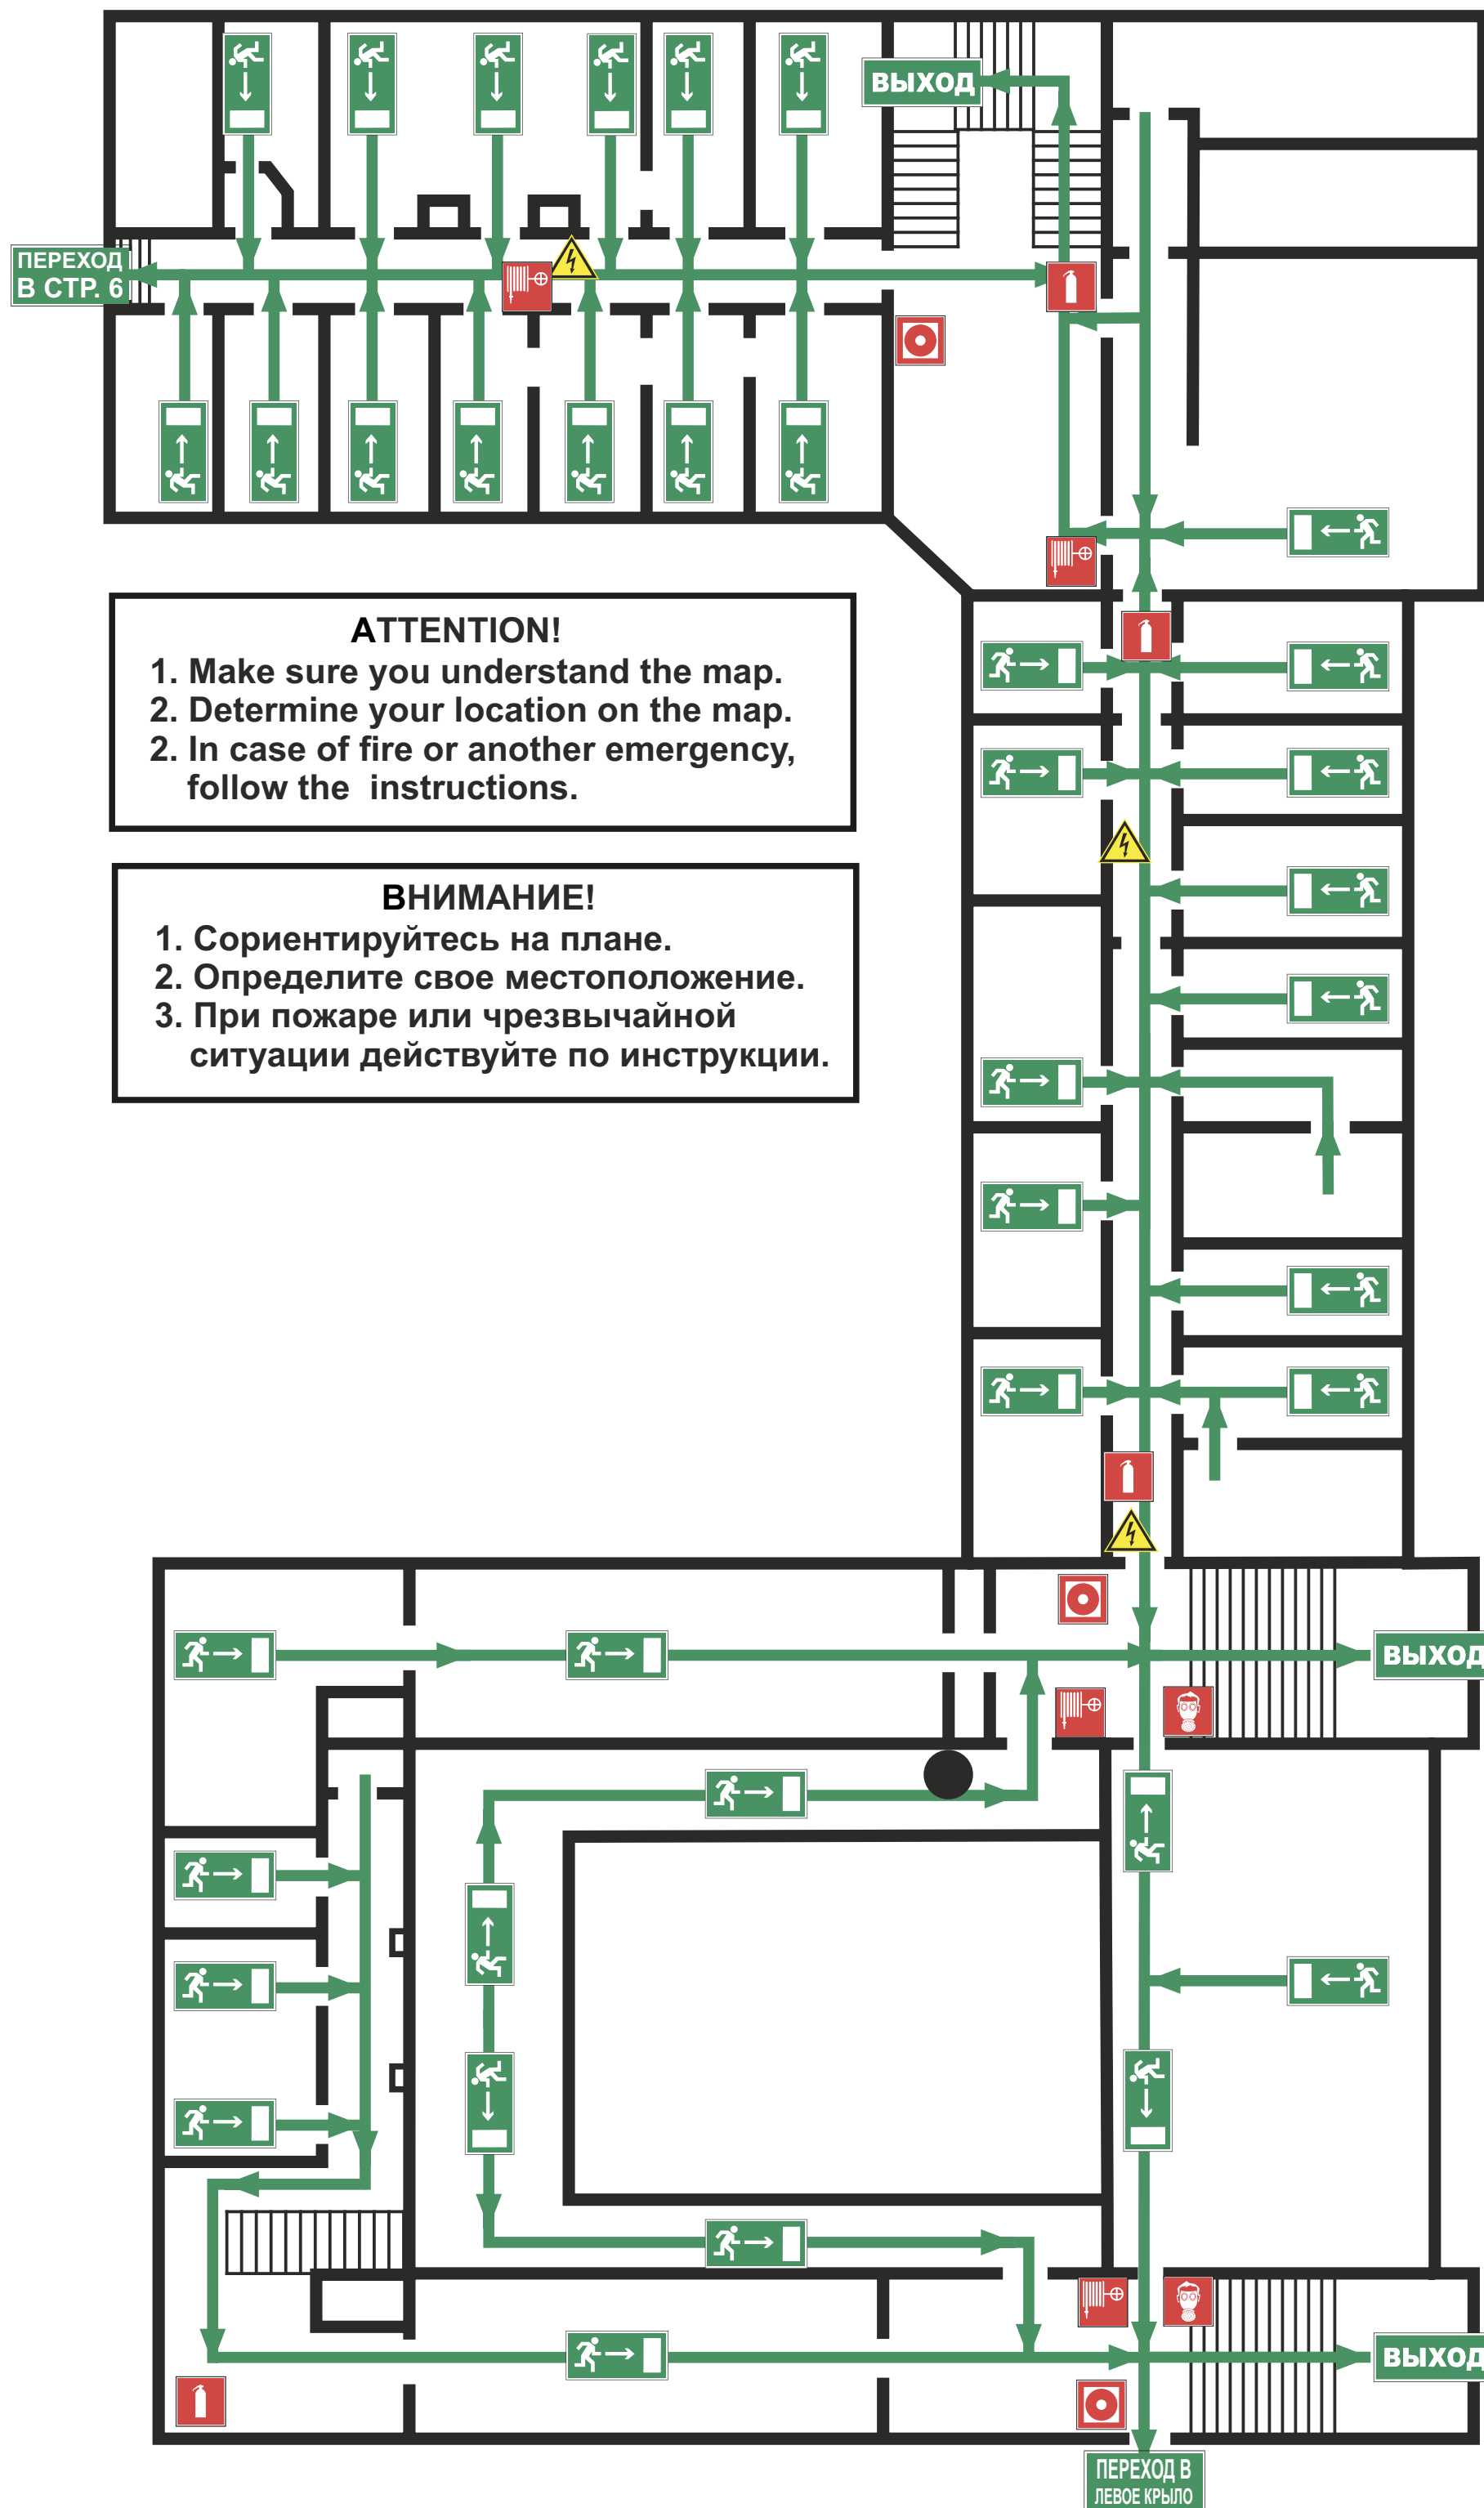 ВЫХОД
ПЕРЕХОД
В СТР. 6
ATTENTION!
1. Make sure you understand the map.
2. Determine your location on the map.
2. In case of fire or another emergency,
follow the instructions.
ВНИМАНИЕ!
1. Сориентируйтесь на плане.
2. Определите свое местоположение.
3. При пожаре или чрезвычайной
ситуации действуйте по инструкции.
ВЫХОД
ВЫХОД
ПЕРЕХОД В
ЛЕВОЕ КРЫЛО